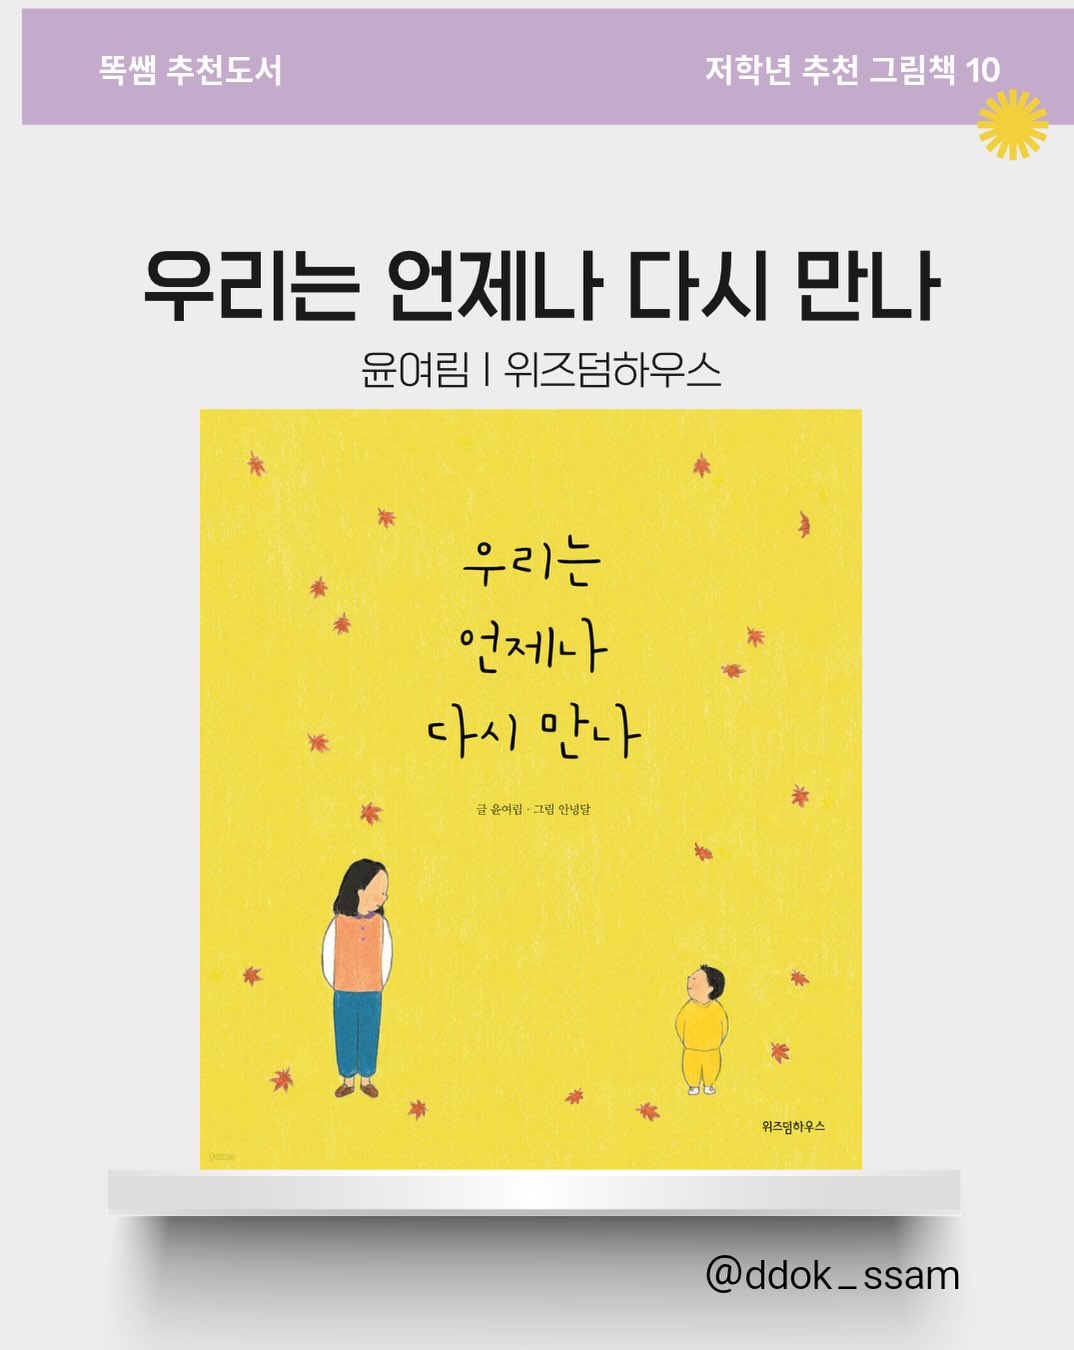 똑쌤 추천도서
저학년 추천 그림책 10
우리는 언제나 다시 만나
윤여림 | 위즈덤하우스
우리는
언제나
다시 만나
글 윤여림 · 그림 안녕달
위즈덤하우스
@ddok_ssam